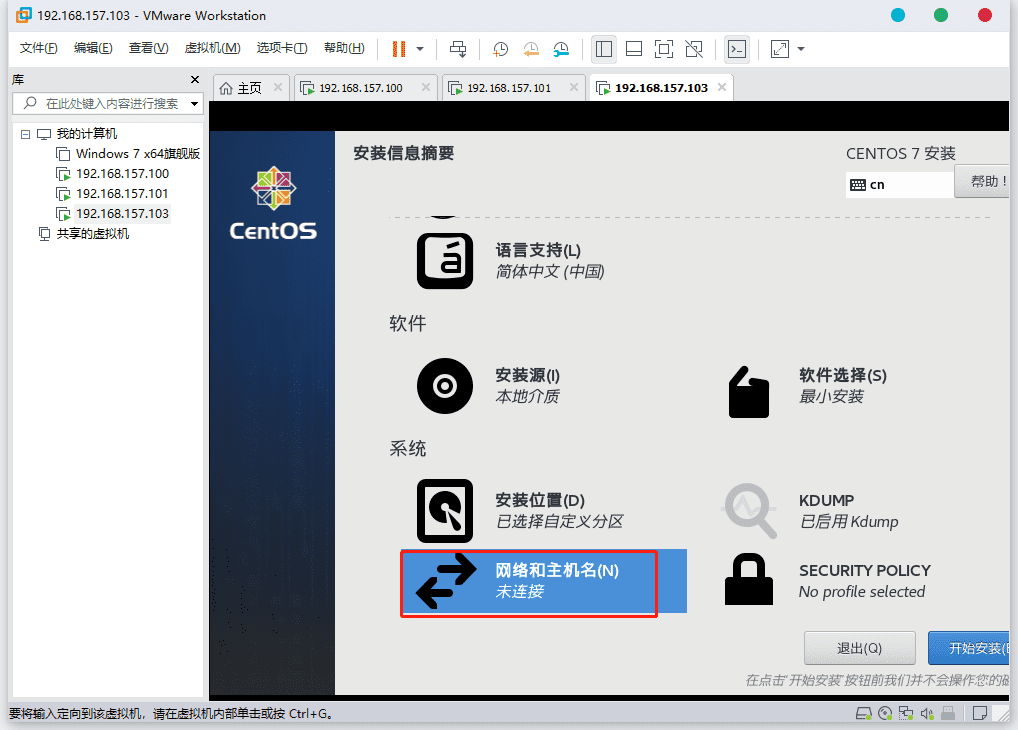 192.168.157.103 - VMware Workstation
文件(F) 编辑(E) 查看(V) 虚拟机(M) 选项卡(T) 帮助(H)
库
在此处键入内容进行搜索
我的计算机
Windows 7 x64旗舰版
192.168.157.100
192.168.157.101
192.168.157.103
共享的虚拟机
主页 192.168.157.100 192.168.157.101 192.168.157.103
CentOS
安装信息摘要
CENTOS 7 安装
cn
帮助！
语言支持(L)
简体中文 (中国)
软件
安装源(I)
本地介质
软件选择(S)
最小安装
系统
安装位置(D)
已选择自定义分区
KDUMP
已启用 Kdump
网络和主机名(N)
未连接
SECURITY POLICY
No profile selected
退出(Q)
开始安装(
在点击'开始安装'按钮前我们并不会操作您的
要将输入定向到该虚拟机，请在虚拟机内部单击或按 Ctrl+G。